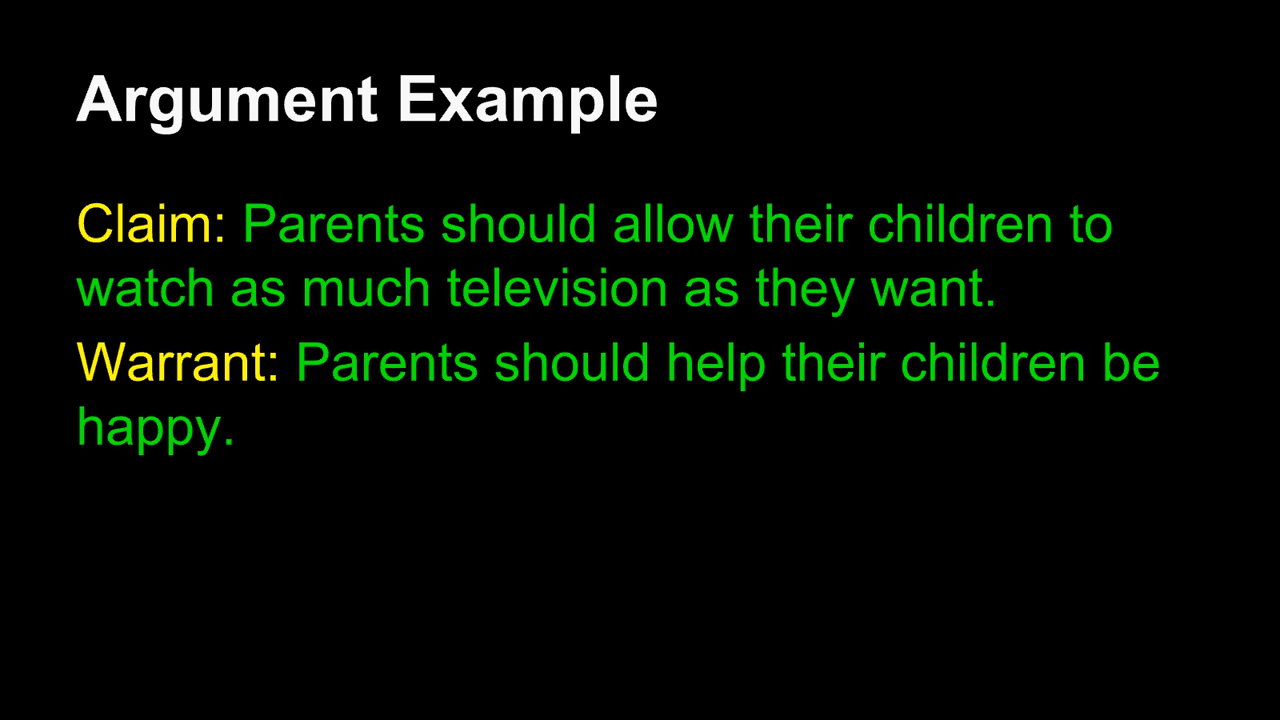 Argument Example
Claim: Parents should allow their children to
watch as much television as they want.
Warrant: Parents should help their children be
happy.